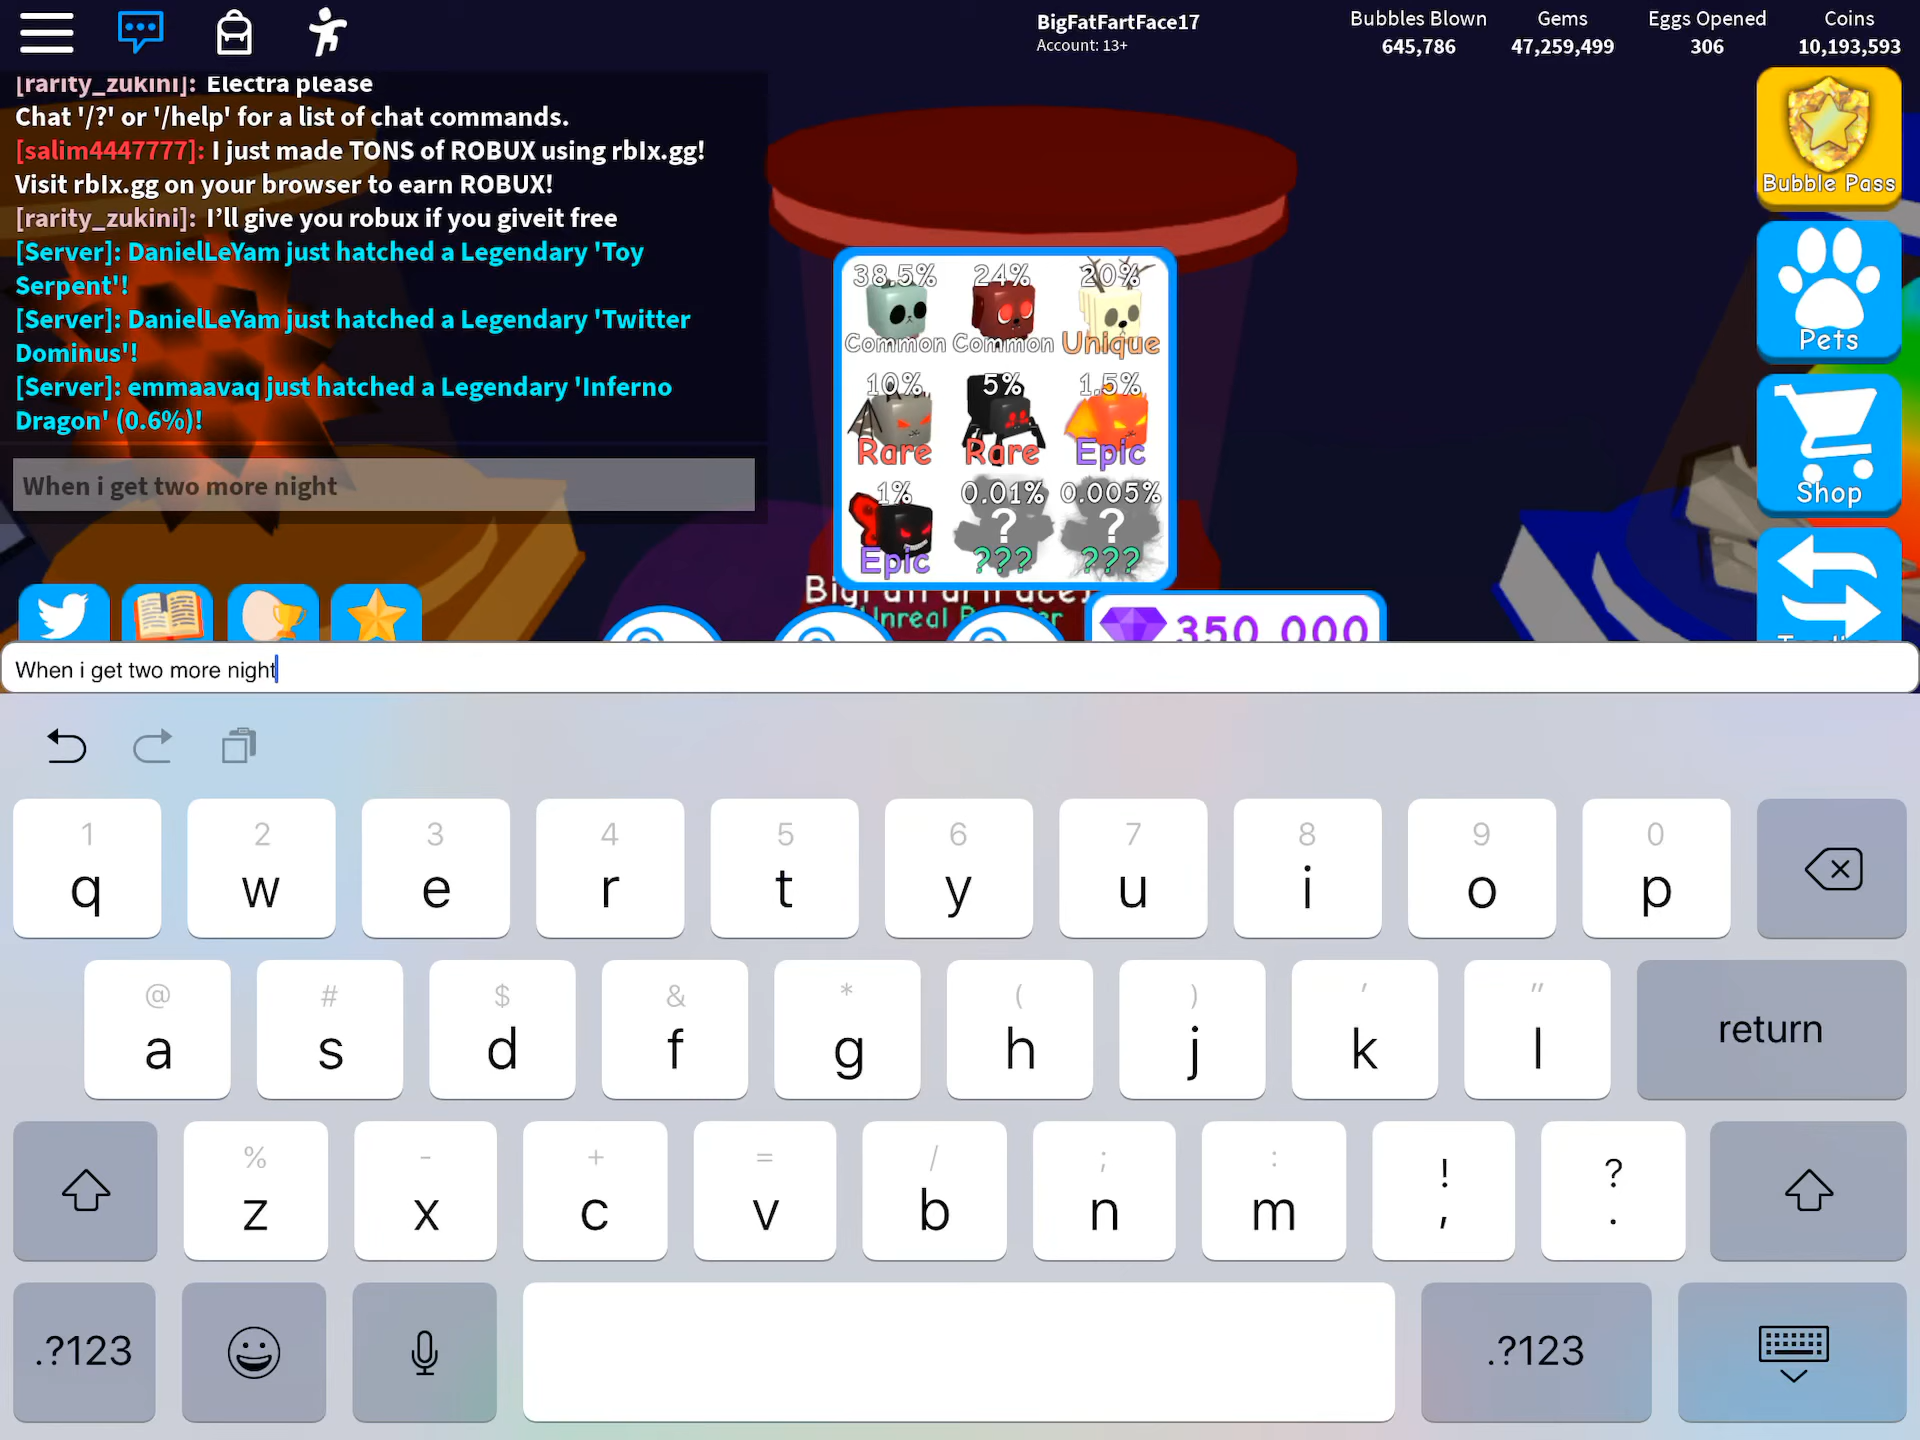 BigFatFartFace17
Account: 13+
Bubbles Blown
645,786
Gems
47,259,499
Eggs Opened
306
Coins
10,193,593
[rarity_zukini]: Electra please
Chat '/?' or '/help' for a list of chat commands.
[salim4447777]: I just made TONS of ROBUX using rbIx.gg!
Visit rbIx.gg on your browser to earn ROBUX!
[rarity_zukini]: I’ll give you robux if you giveit free
[Server]: DanielLeYam just hatched a Legendary 'Toy
Serpent'!
[Server]: DanielLeYam just hatched a Legendary 'Twitter
Dominus'!
[Server]: emmaavaq just hatched a Legendary 'Inferno
Dragon' (0.6%)!
When i get two more night
38.5% 24% 20%
Common Common Unique
10% 5% 1.5%
Rare Rare Epic
1% 0.01% 0.005%
? ?
Epic ??? ???
350,000
Bubble Pass
Pets
Shop
When i get two more night
1 2 3 4 5 6 7 8 9 0
q w e r t y u i o p
@ # $ & * ( ) ' "
a s d f g h j k l return
% - + = / ; : ! ?
z x c v b n m , .
.?123 .?123